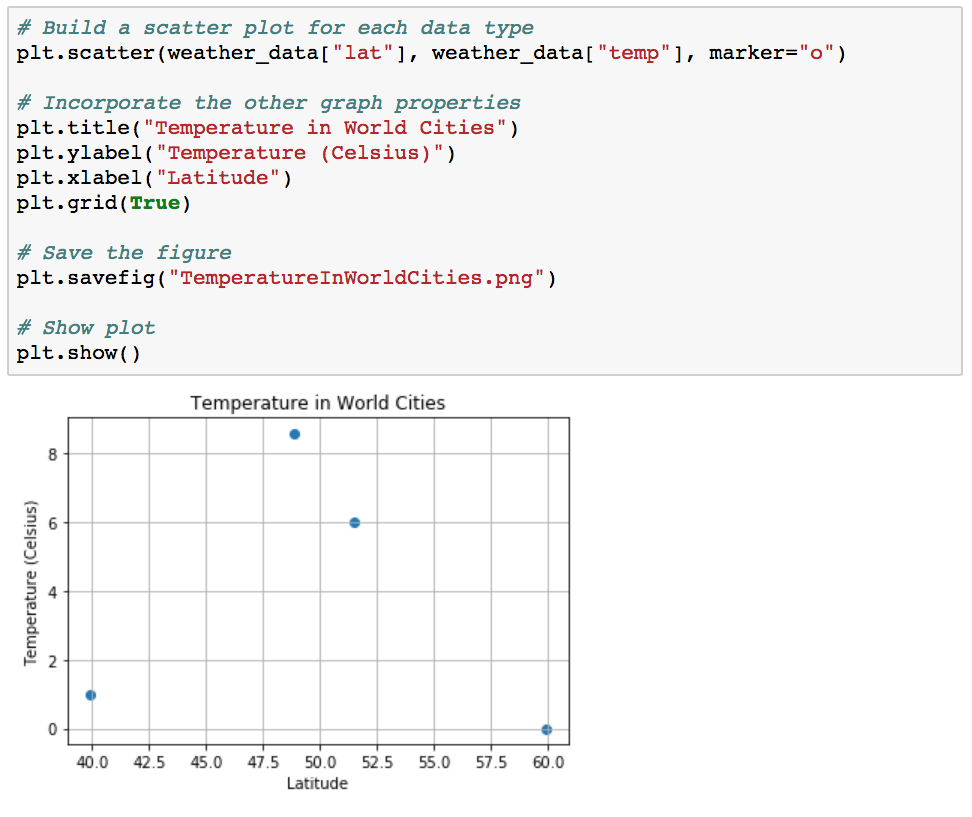 # Build a scatter plot for each data type
plt.scatter(weather_data["lat"], weather_data["temp"], marker="o")
# Incorporate the other graph properties
plt.title("Temperature in World Cities")
plt.ylabel("Temperature (Celsius)")
plt.xlabel("Latitude")
plt.grid(True)
# Save the figure
plt.savefig("TemperatureInWorldCities.png")
# Show plot
plt.show()
Temperature in World Cities
Temperature (Celsius)
8
6
4
2
0
40.0 42.5 45.0 47.5 50.0 52.5 55.0 57.5 60.0
Latitude